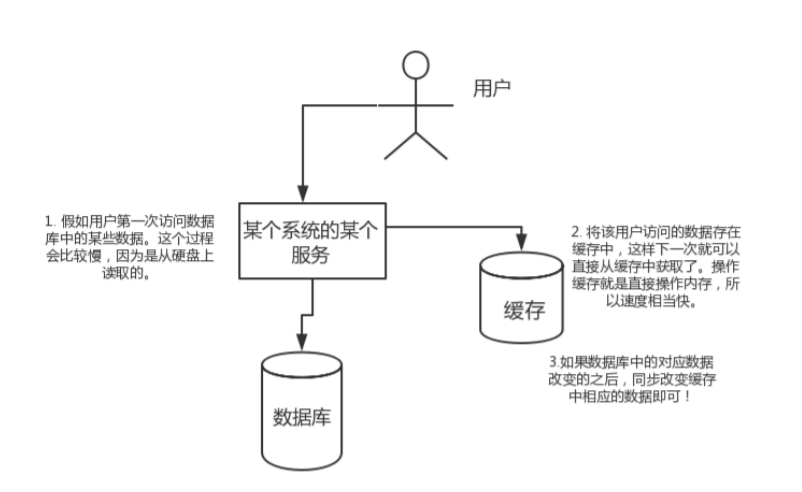 用户
1. 假如用户第一次访问数据
库中的某些数据。这个过程
会比较慢，因为是从硬盘上
读取的。
某个系统的某个
服务
2. 将该用户访问的数据存在
缓存中，这样下一次就可以
直接从缓存中获取了。操作
缓存就是直接操作内存，所
以速度相当快。
缓存
3.如果数据库中的对应数据
改变的之后，同步改变缓存
中相应的数据即可！
数据库